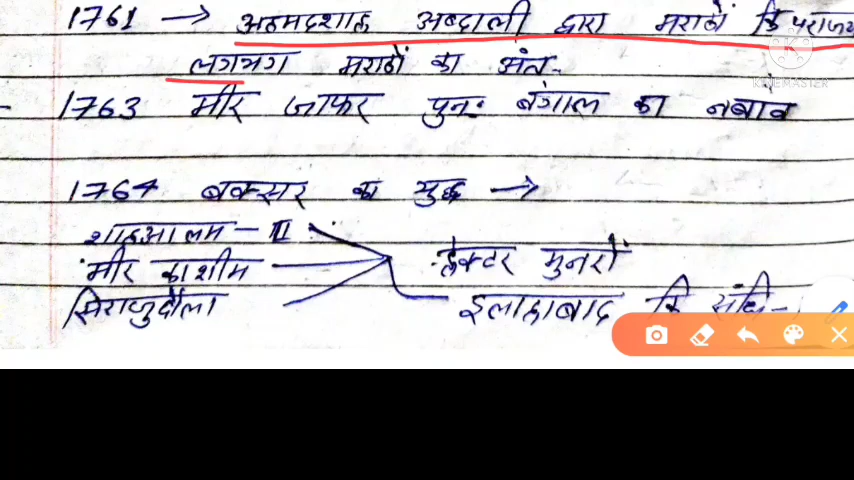 1761 → अहमदशाह अब्दाली द्वारा मराठों कि पराजय
लगभग मराठों का अंत-
KINEMASTER
1763 मीर जाफर पुनः बंगाल का नबाव
1764 बक्सर का युद्ध →
शाहआलम-II
मीर काशीम
हैक्टर मुनरो
सिराजुदौला
इलाहाबाद कि संधि-